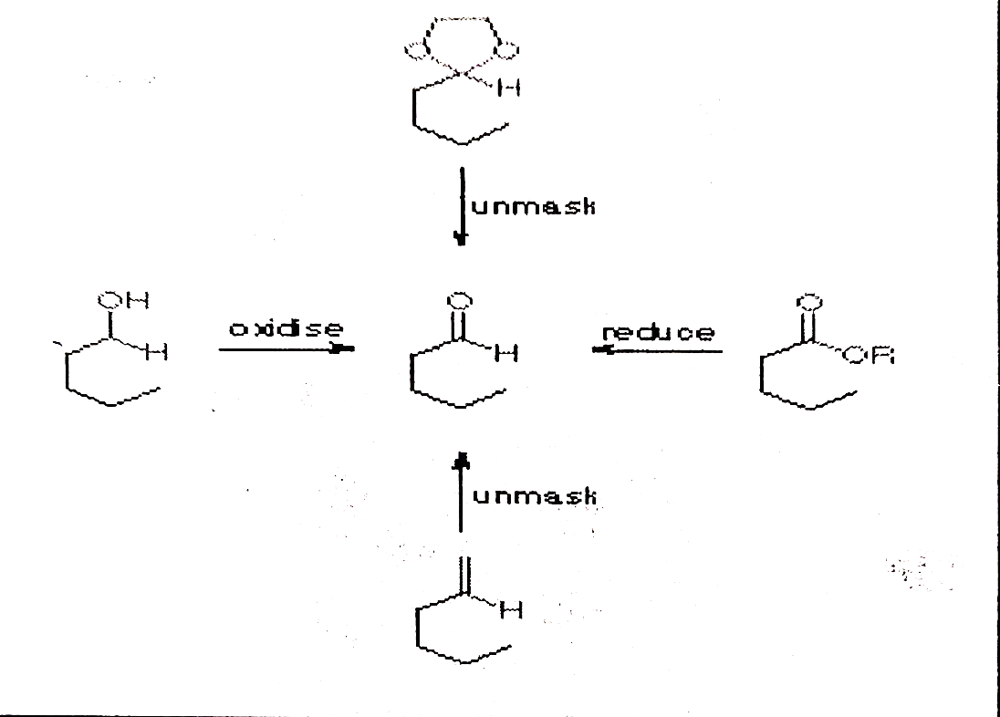 O O
H
unmask
OH
H
oxidise
O
H
reduce
O
OR
unmask
H